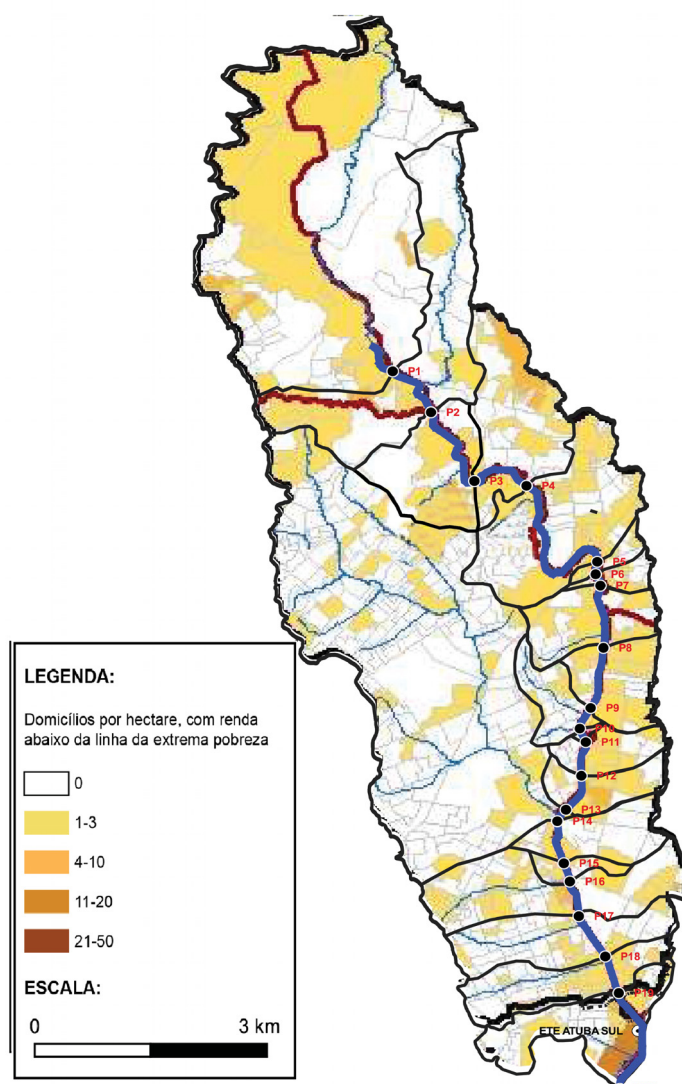 P1
P2
P3
P4
P5
P6
P7
P8
P9
P10
P11
P12
P13
P14
P15
P16
P17
P18
P19
ETE ATUBA SUL
LEGENDA:
Domicílios por hectare, com renda
abaixo da linha da extrema pobreza
0
1-3
4-10
11-20
21-50
ESCALA:
0 3 km